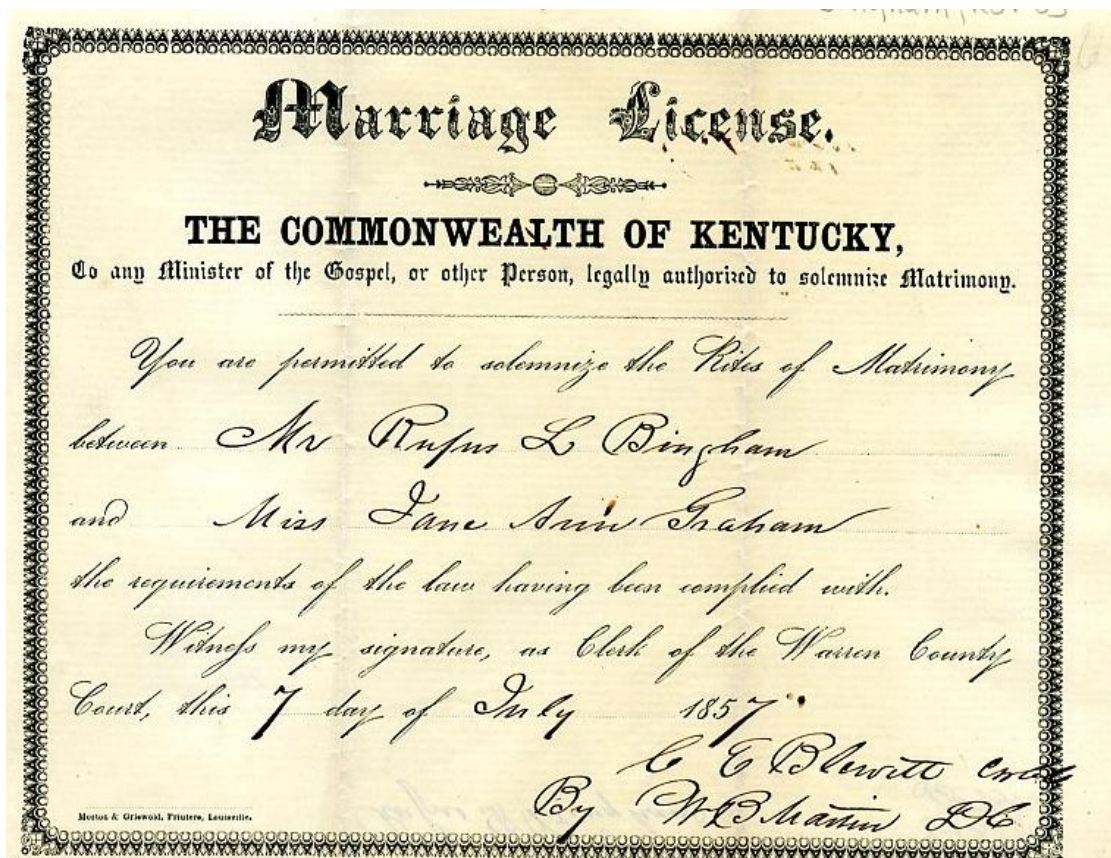 Marriage License.
THE COMMONWEALTH OF KENTUCKY,
To any Minister of the Gospel, or other Person, legally authorized to solemnize Matrimony.
You are permitted to solemnize the Rites of Matrimony
between Mr Rufus L Bingham
and Miss Jane Ann Graham
the requirements of the law having been complied with.
Witness my signature, as Clerk of the Warren County
Court, this 7 day of July 1857
C E Blewitt
By W B Martin DC
Morton & Griswold, Printers, Louisville.